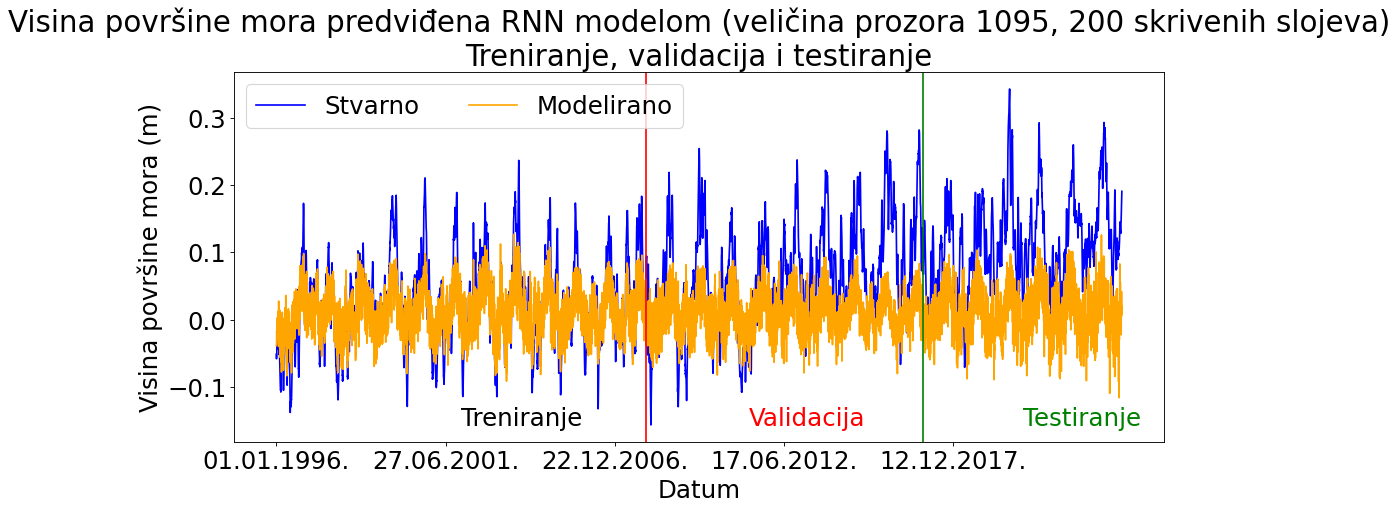 Visina površine mora predviđena RNN modelom (veličina prozora 1095, 200 skrivenih slojeva)
Treniranje, validacija i testiranje
Stvarno
Modelirano
Visina površine mora (m)
0.3
0.2
0.1
0.0
−0.1
Treniranje
Validacija
Testiranje
01.01.1996.
27.06.2001.
22.12.2006.
17.06.2012.
12.12.2017.
Datum